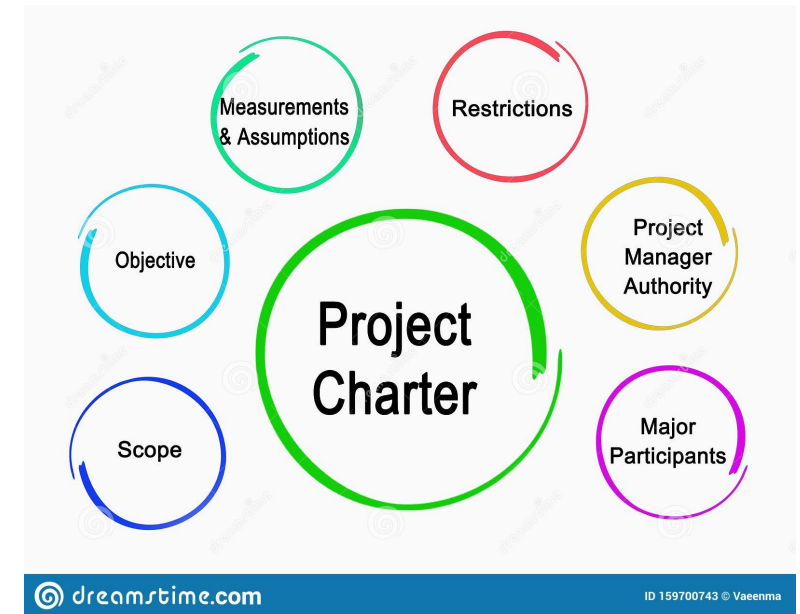 Measurements
& Assumptions
Restrictions
Objective
Project
Manager
Authority
Project
Charter
Scope
Major
Participants
dreamstime.com
ID 159700743 © Vaeenma